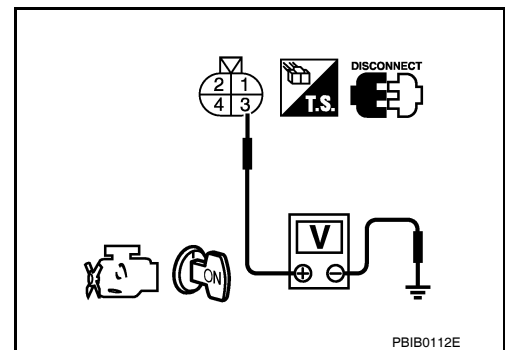 DISCONNECT
2 1
4 3
T.S.
V
ON
+ −
PBIB0112E